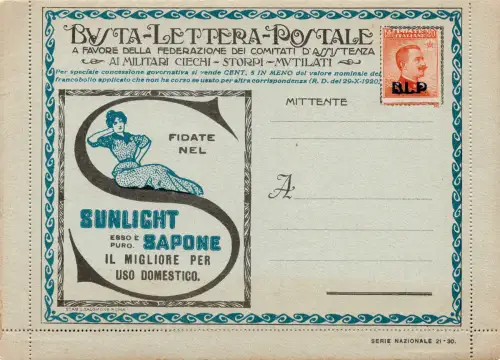 BVSTA-LETTERA-POSTALE
A FAVORE DELLA FEDERAZIONE DEI COMITATI D'ASSISTENZA
AI MILITARI CIECHI - STORPI - MVTILATI
Per speciale concessione governativa si vende CENT. 5 IN MENO del valore nominale del
francobollo applicato che non ha corso se usato per altra corrispondenza (R. D. del 29-X-1920)
B.L.P
MITTENTE
FIDATE
NEL
S
SUNLIGHT
ESSO È
PURO.
SAPONE
IL MIGLIORE PER
USO DOMESTICO.
A
SERIE NAZIONALE 21-30.